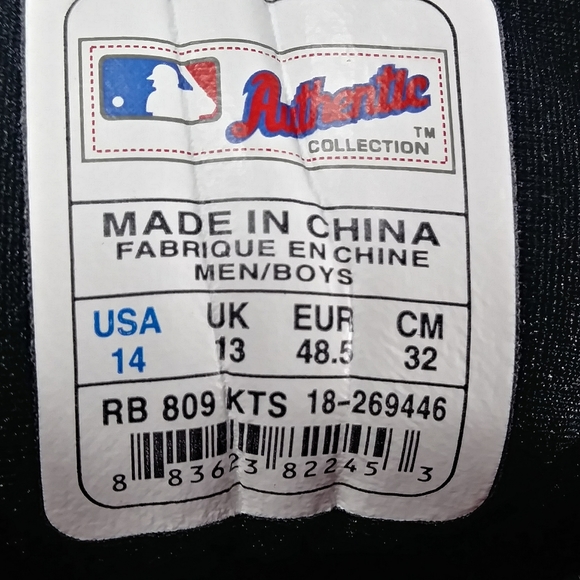 Authentic
COLLECTION™
MADE IN CHINA
FABRIQUE EN CHINE
MEN/BOYS
USA UK EUR CM
14 13 48.5 32
RB 809 KTS 18-269446
8 83623 82245 3